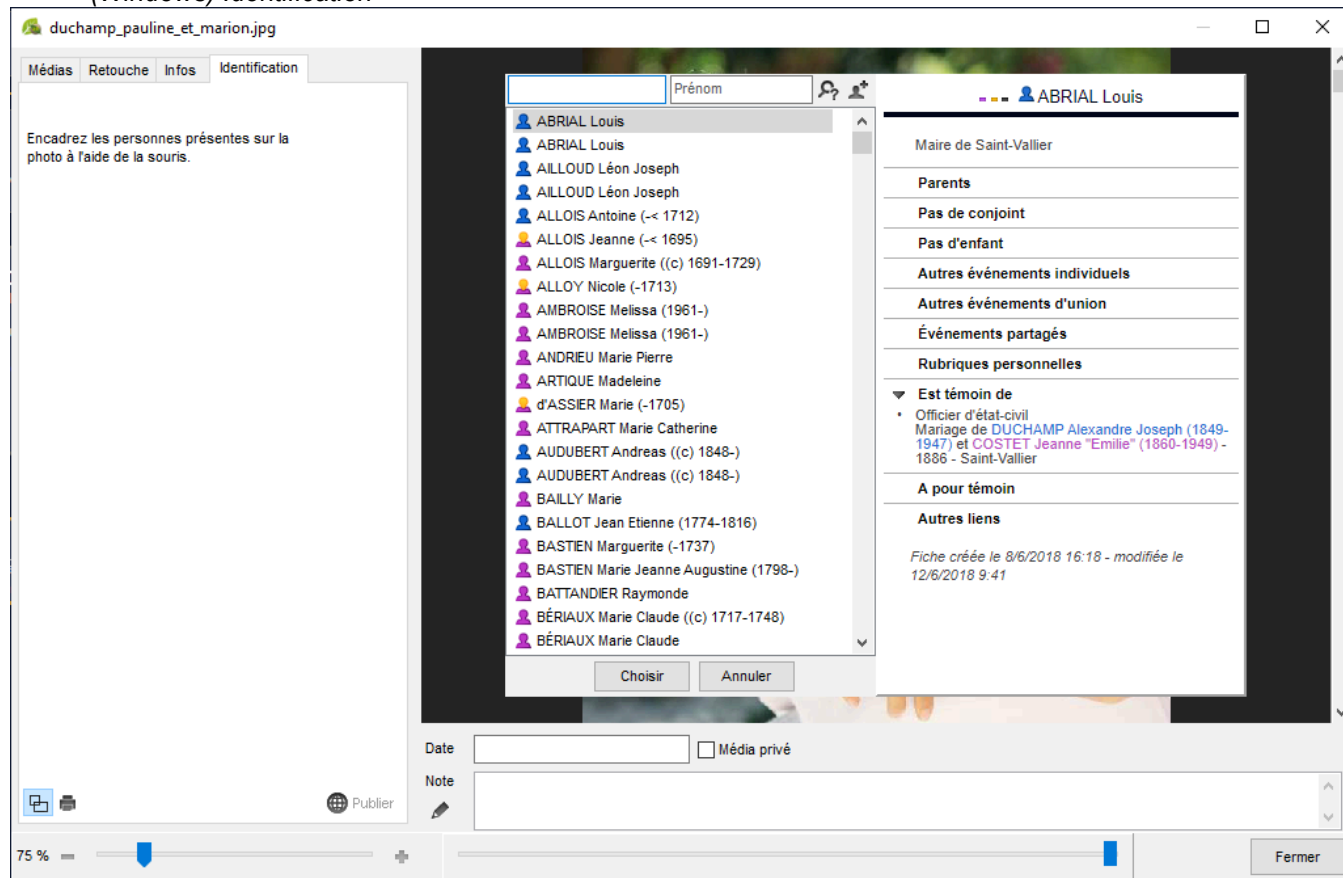 (Windows) Identification
duchamp_pauline_et_marion.jpg
Médias Retouche Infos Identification
Encadrez les personnes présentes sur la
photo à l'aide de la souris.
Publier
Prénom
ABRIAL Louis
ABRIAL Louis
AILLOUD Léon Joseph
AILLOUD Léon Joseph
ALLOIS Antoine (-< 1712)
ALLOIS Jeanne (-< 1695)
ALLOIS Marguerite ((c) 1691-1729)
ALLOY Nicole (-1713)
AMBROISE Melissa (1961-)
AMBROISE Melissa (1961-)
ANDRIEU Marie Pierre
ARTIQUE Madeleine
d'ASSIER Marie (-1705)
ATTRAPART Marie Catherine
AUDUBERT Andreas ((c) 1848-)
AUDUBERT Andreas ((c) 1848-)
BAILLY Marie
BALLOT Jean Etienne (1774-1816)
BASTIEN Marguerite (-1737)
BASTIEN Marie Jeanne Augustine (1798-)
BATTANDIER Raymonde
BÉRIAUX Marie Claude ((c) 1717-1748)
BÉRIAUX Marie Claude
Choisir Annuler
ABRIAL Louis
Maire de Saint-Vallier
Parents
Pas de conjoint
Pas d'enfant
Autres événements individuels
Autres événements d'union
Événements partagés
Rubriques personnelles
Est témoin de
• Officier d'état-civil
Mariage de DUCHAMP Alexandre Joseph (1849-
1947) et COSTET Jeanne "Emilie" (1860-1949) -
1886 - Saint-Vallier
A pour témoin
Autres liens
Fiche créée le 8/6/2018 16:18 - modifiée le
12/6/2018 9:41
Date
Média privé
Note
75 %
Fermer